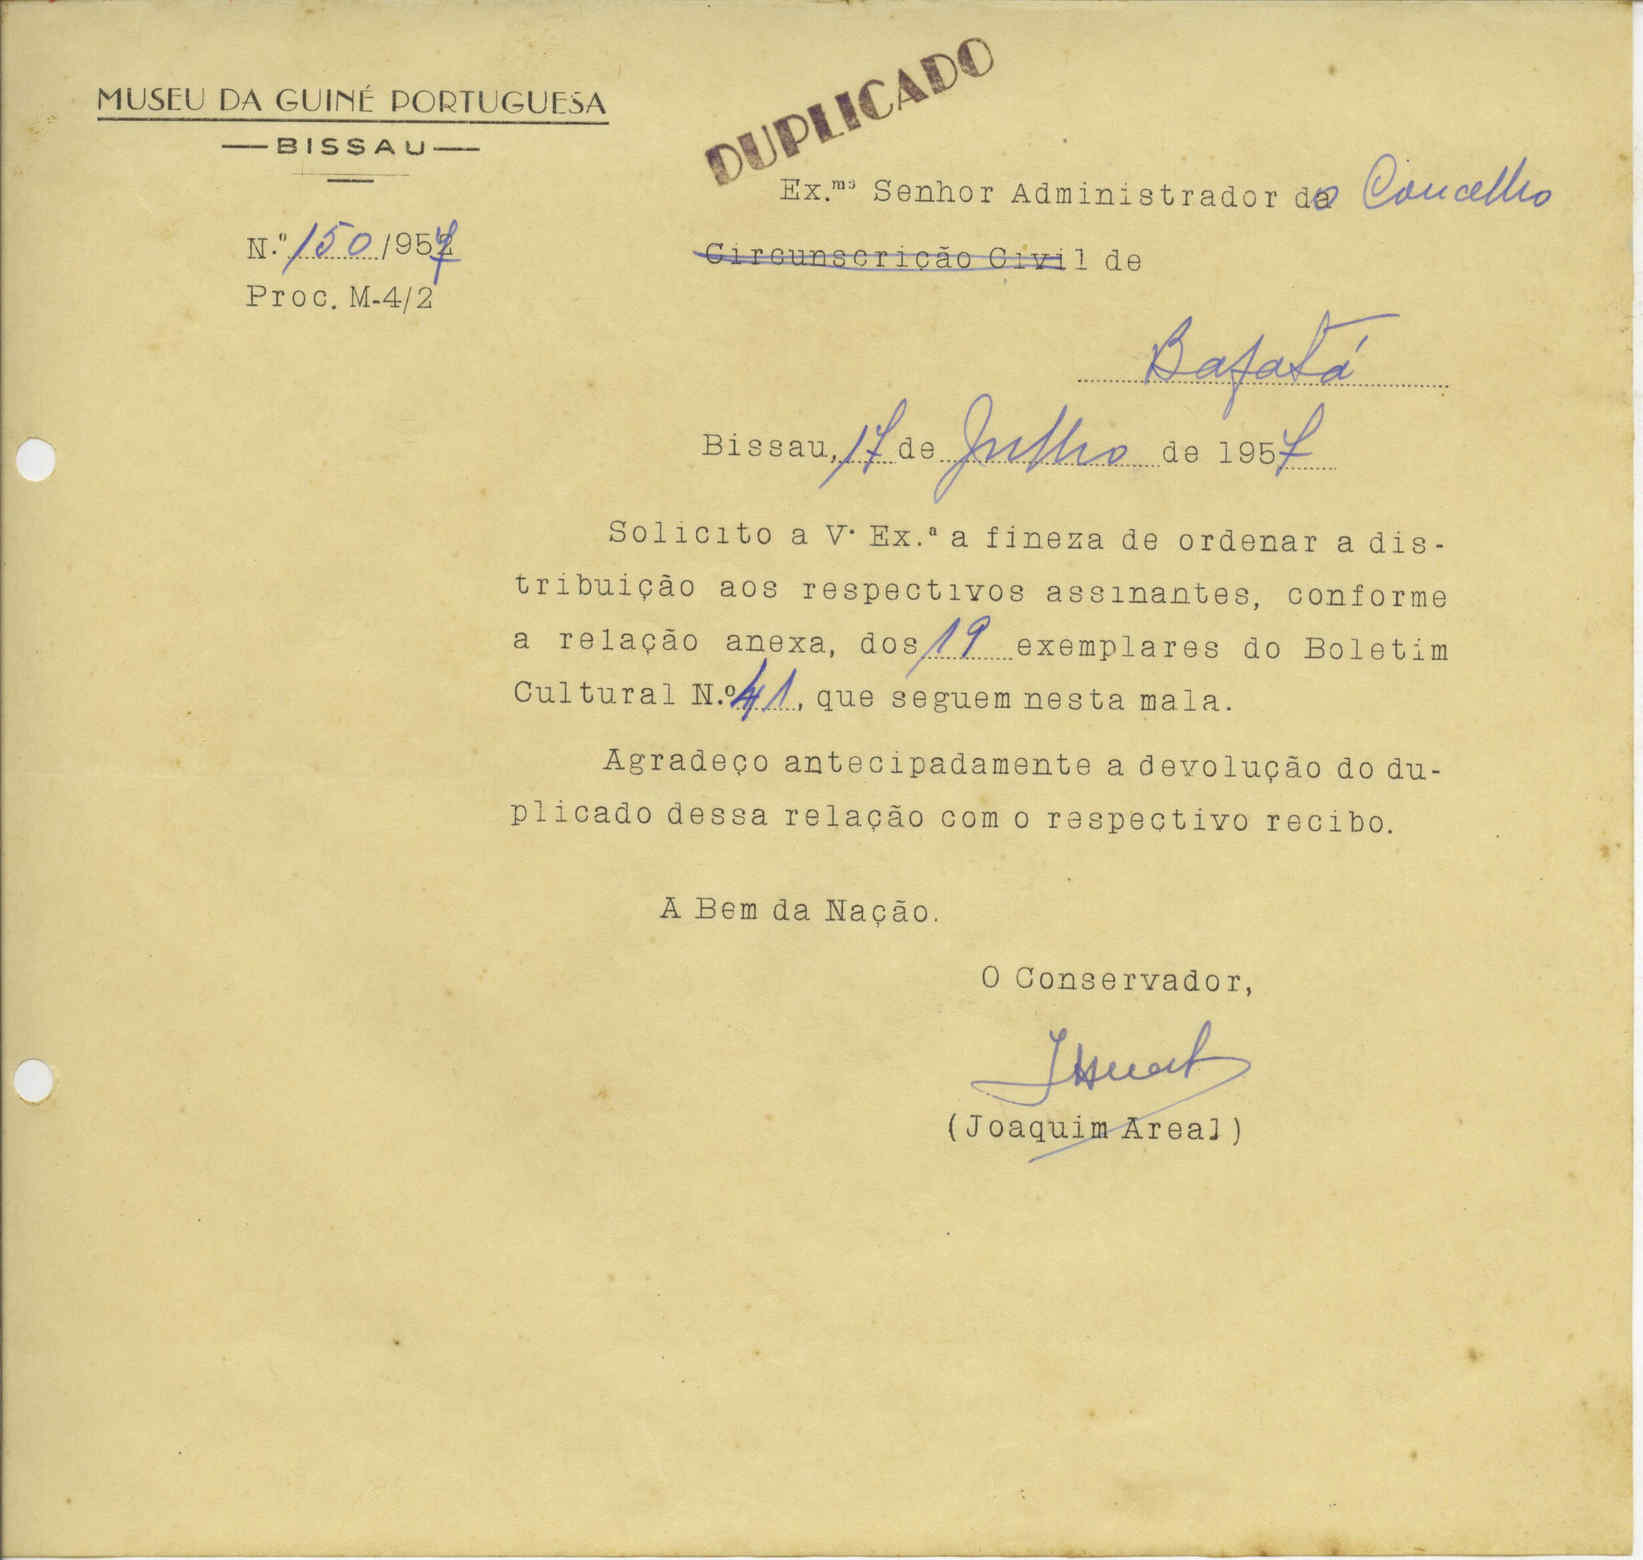 MUSEU DA GUINÉ PORTUGUESA
BISSAU
DUPLICADO
N.º 150/957
Proc. M-4/2
Ex.mo Senhor Administrador do Concelho
Circunscrição Civil de
Bafatá
Bissau, 17 de Julho de 1957
Solicito a V. Ex.ª a fineza de ordenar a dis-
tribuição aos respectivos assinantes, conforme
a relação anexa, dos 19 exemplares do Boletim
Cultural N.º 41, que seguem nesta mala.
Agradeço antecipadamente a devolução do du-
plicado dessa relação com o respectivo recibo.
A Bem da Nação.
O Conservador,
(Joaquim Areal)